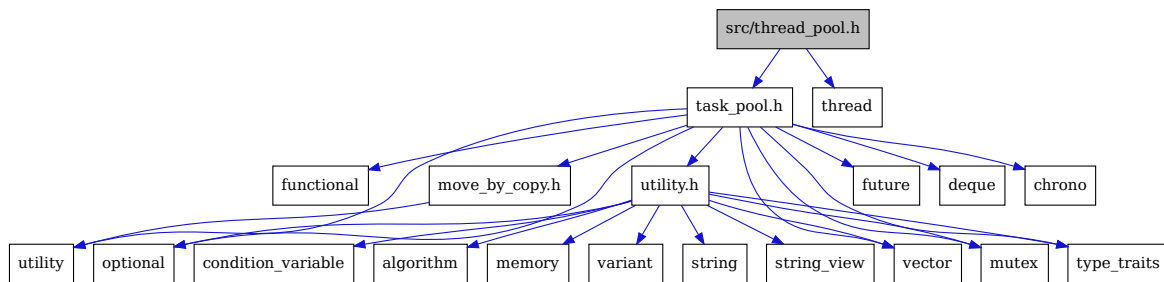 src/thread_pool.h
task_pool.h
thread
functional
move_by_copy.h
utility.h
future
deque
chrono
utility
optional
condition_variable
algorithm
memory
variant
string
string_view
vector
mutex
type_traits